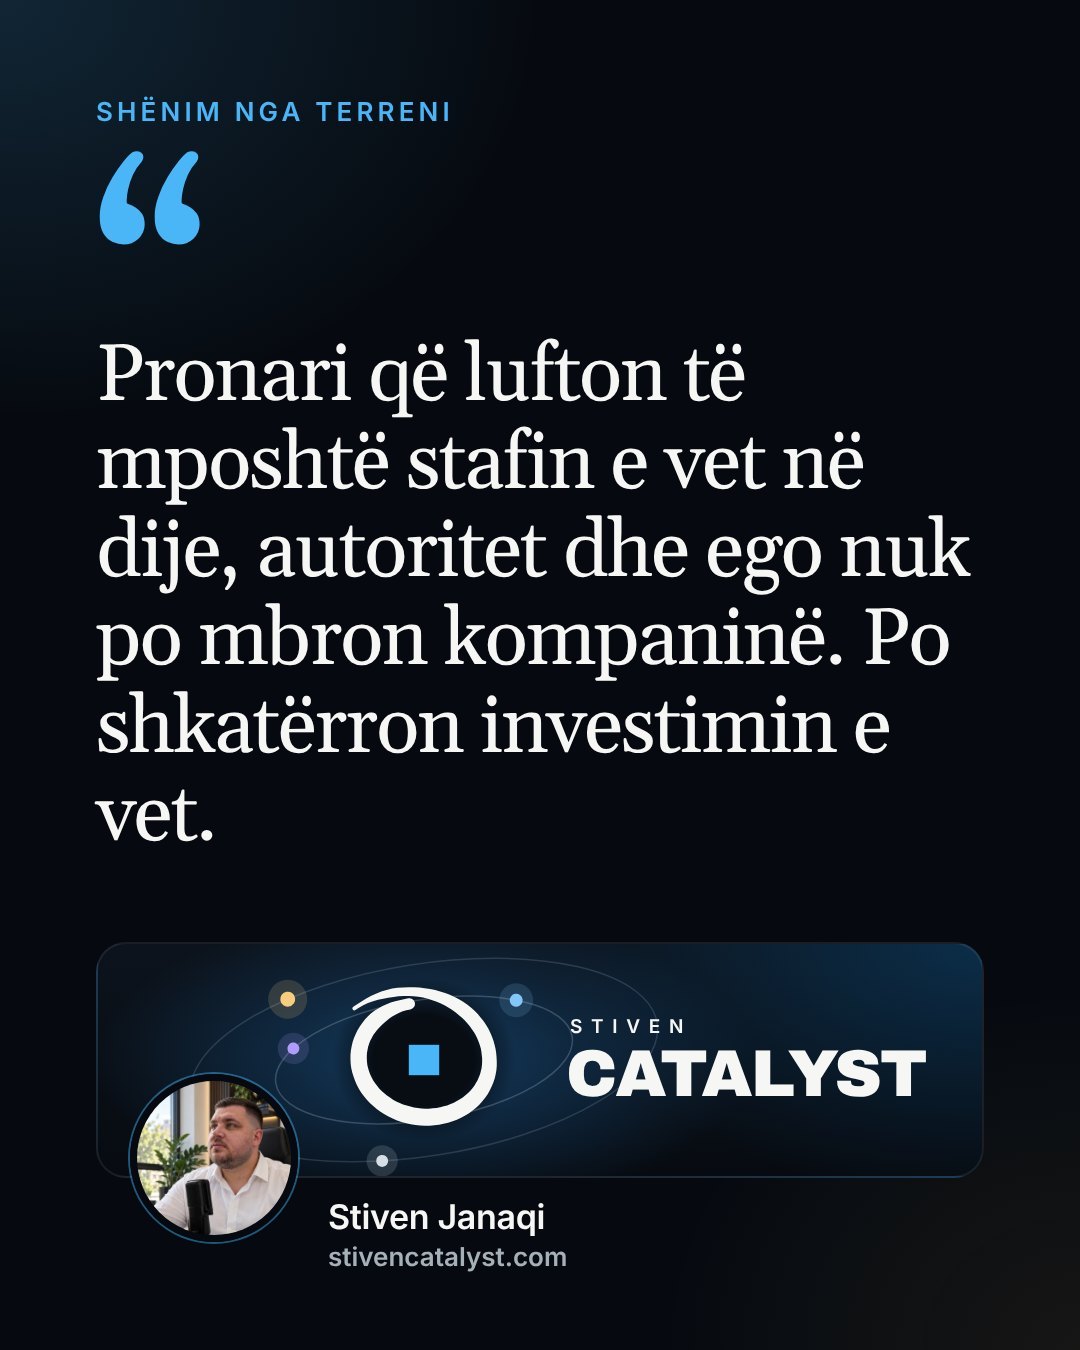 SHËNIM NGA TERRENI
“
Pronari që lufton të
mposhtë stafin e vet në
dije, autoritet dhe ego nuk
po mbron kompaninë. Po
shkatërron investimin e
vet.
STIVEN
CATALYST
Stiven Janaqi
stivencatalyst.com